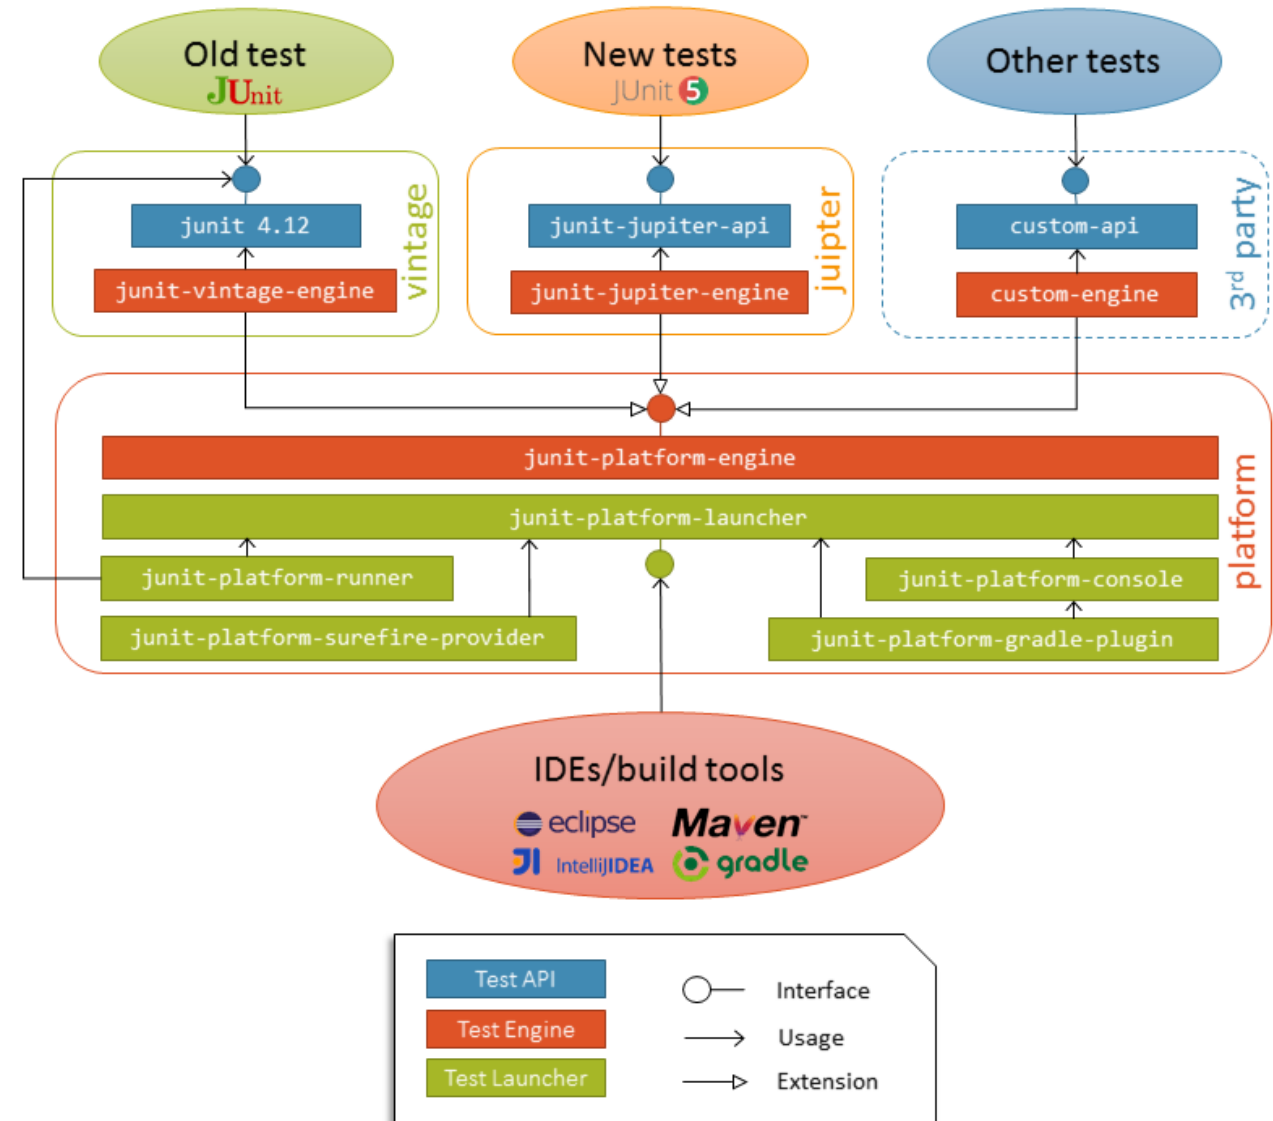 Old test
JUnit
New tests
JUnit 5
Other tests
junit 4.12
junit-vintage-engine
vintage
junit-jupiter-api
junit-jupiter-engine
juipter
custom-api
custom-engine
3rd party
junit-platform-engine
junit-platform-launcher
junit-platform-runner
junit-platform-console
junit-platform-surefire-provider
junit-platform-gradle-plugin
platform
IDEs/build tools
eclipse
Maven™
JI IntelliJIDEA
gradle
Test API
Interface
Test Engine
Usage
Test Launcher
Extension